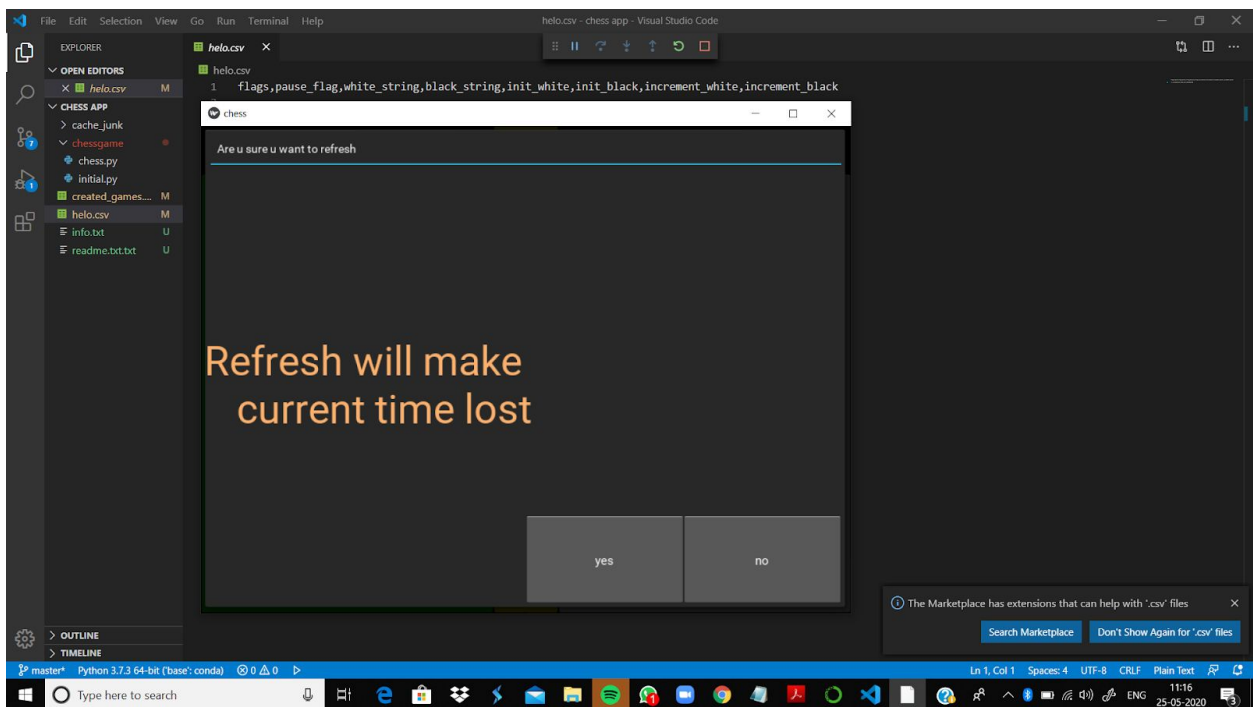 File Edit Selection View Go Run Terminal Help
helo.csv - chess app - Visual Studio Code
EXPLORER
helo.csv
OPEN EDITORS
helo.csv M
CHESS APP
cache_junk
chessgame
chess.py
initial.py
created_games.... M
helo.csv M
info.txt U
readme.txt.txt U
OUTLINE
TIMELINE
7
1
helo.csv
1 flags,pause_flag,white_string,black_string,init_white,init_black,increment_white,increment_black
chess
Are u sure u want to refresh
Refresh will make
current time lost
yes no
The Marketplace has extensions that can help with '.csv' files
Search Marketplace Don't Show Again for '.csv' files
master* Python 3.7.3 64-bit ('base': conda) 0 0 Ln 1, Col 1 Spaces: 4 UTF-8 CRLF Plain Text
Type here to search
ENG
11:16
25-05-2020
3